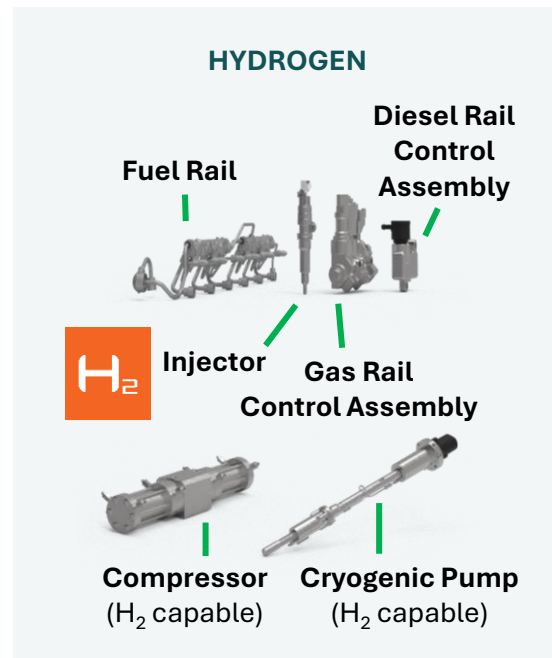 HYDROGEN
Diesel Rail
Control
Assembly
Fuel Rail
Injector
Gas Rail
Control Assembly
H₂
Compressor
(H₂ capable)
Cryogenic Pump
(H₂ capable)